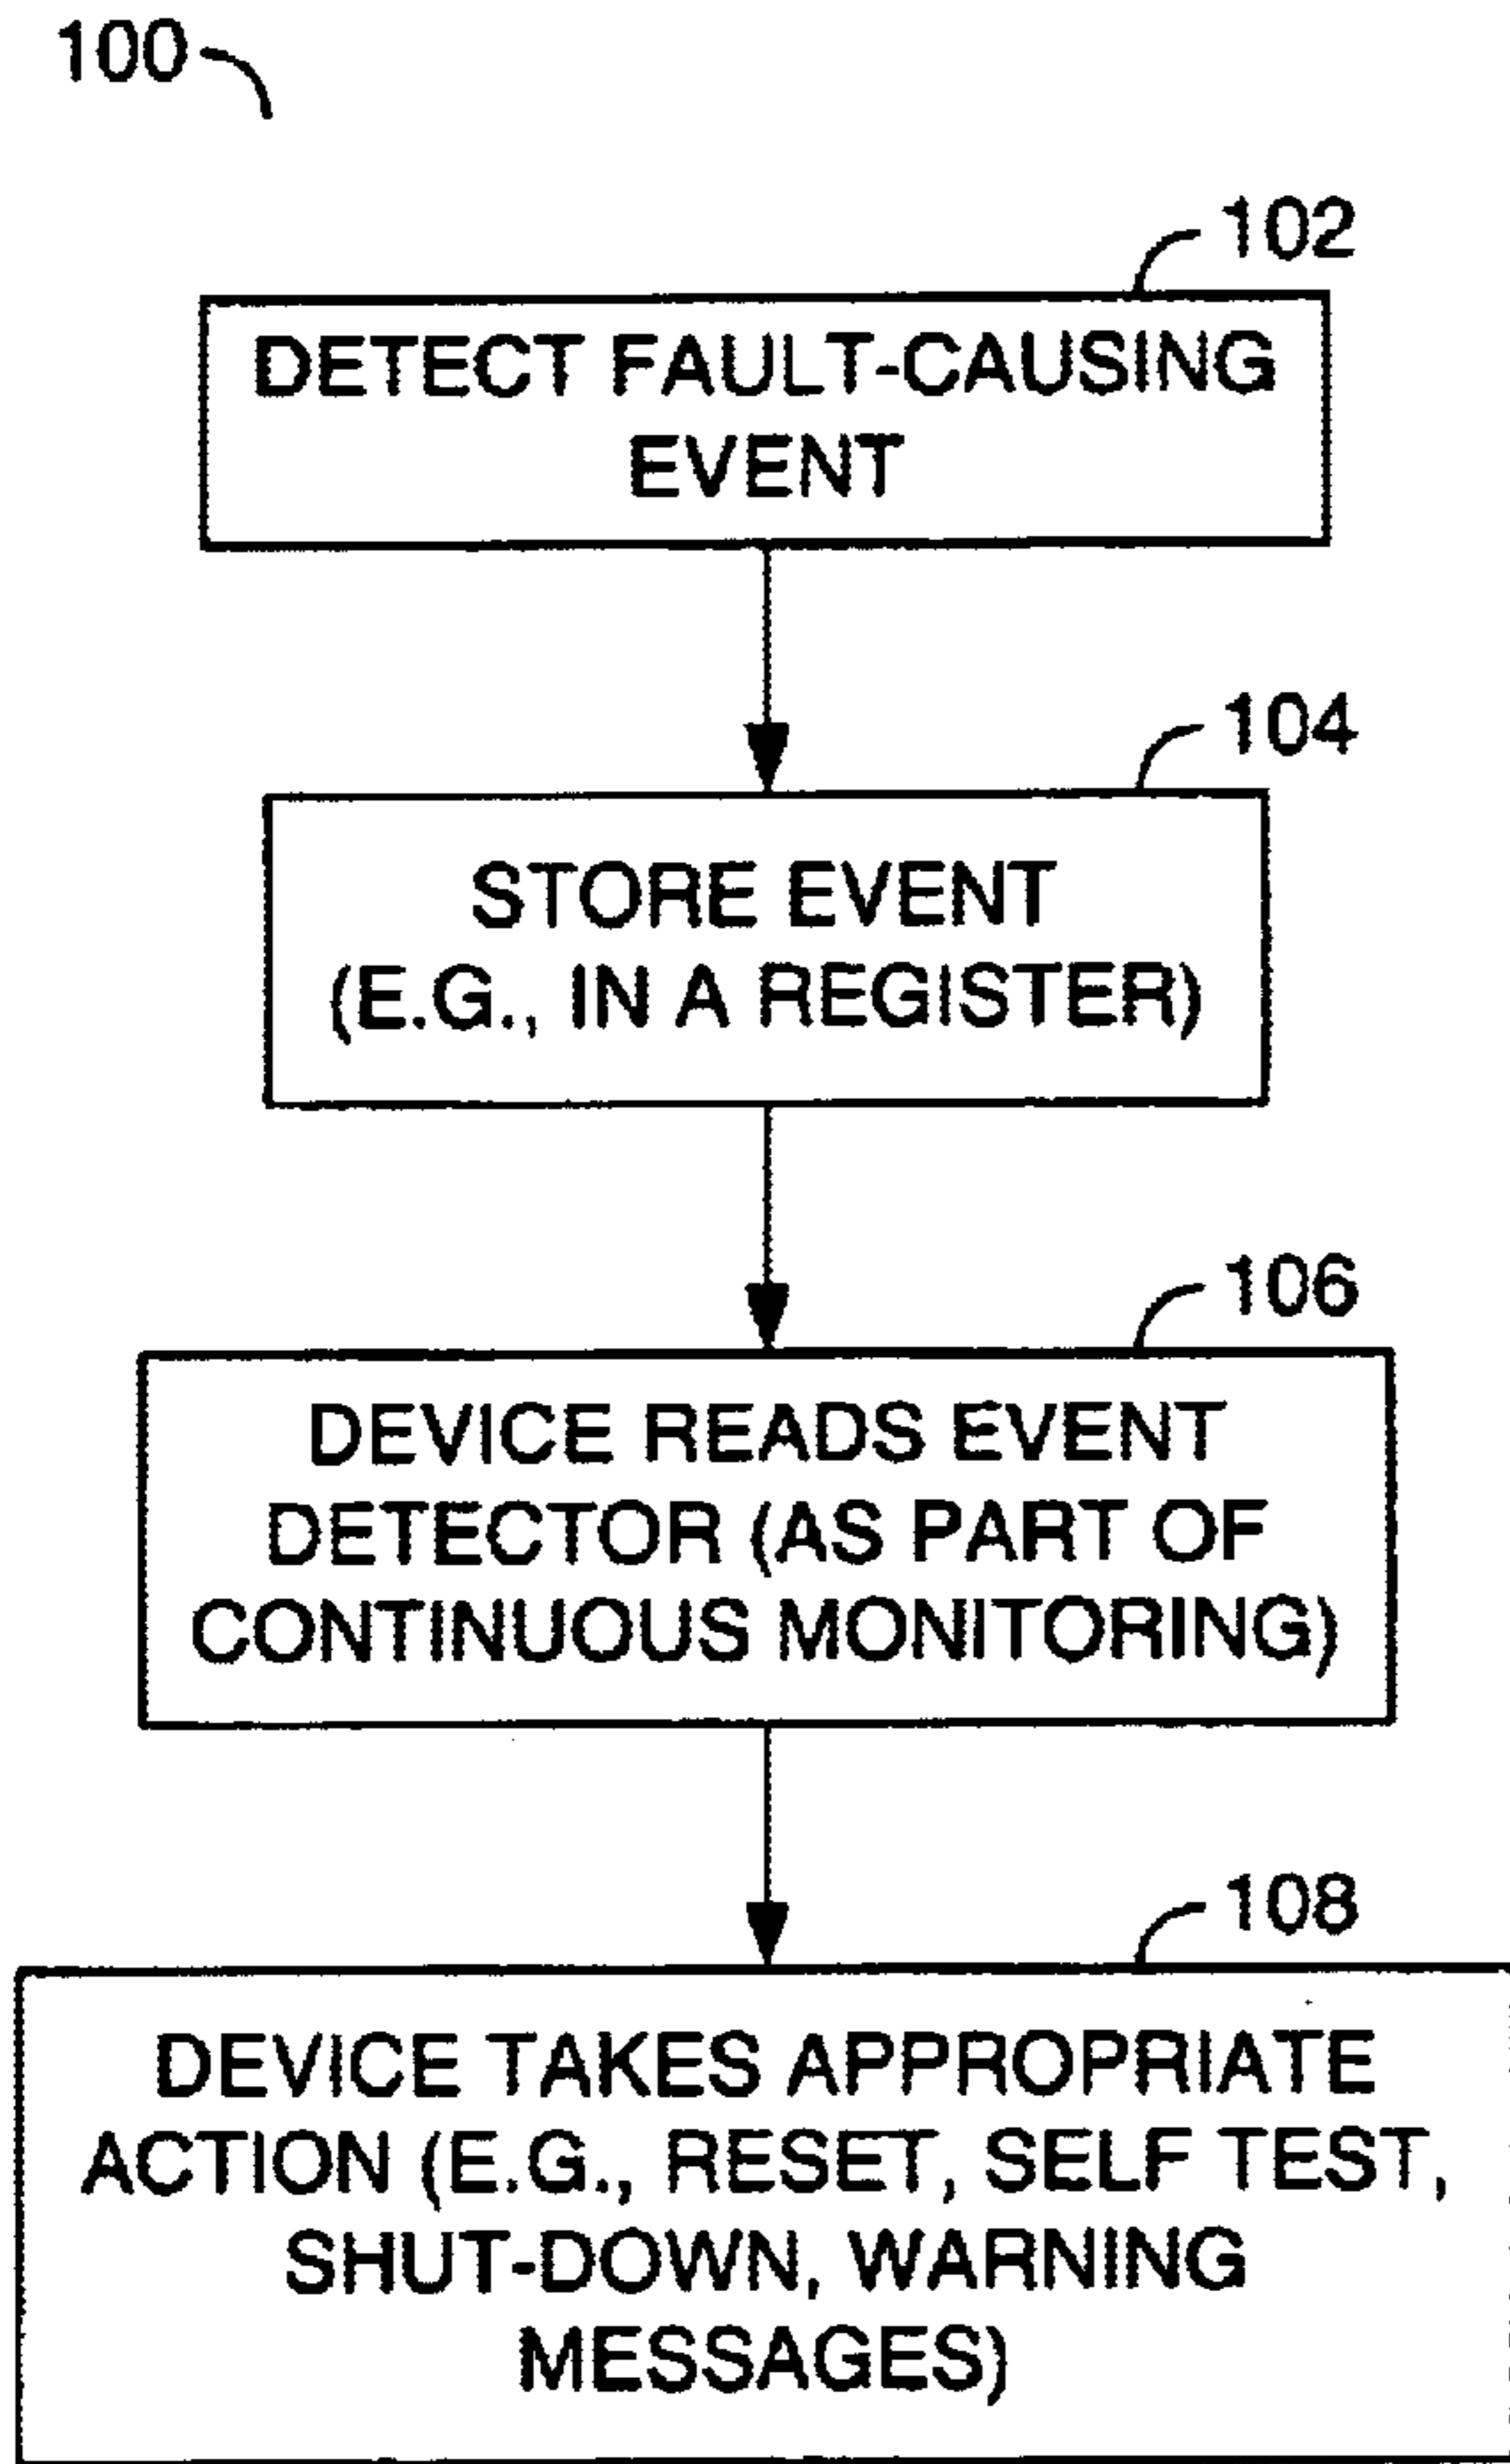 100
102
DETECT FAULT-CAUSING
EVENT
104
STORE EVENT
(E.G., IN A REGISTER)
106
DEVICE READS EVENT
DETECTOR (AS PART OF
CONTINUOUS MONITORING)
108
DEVICE TAKES APPROPRIATE
ACTION (E.G., RESET, SELF TEST,
SHUT-DOWN, WARNING
MESSAGES)